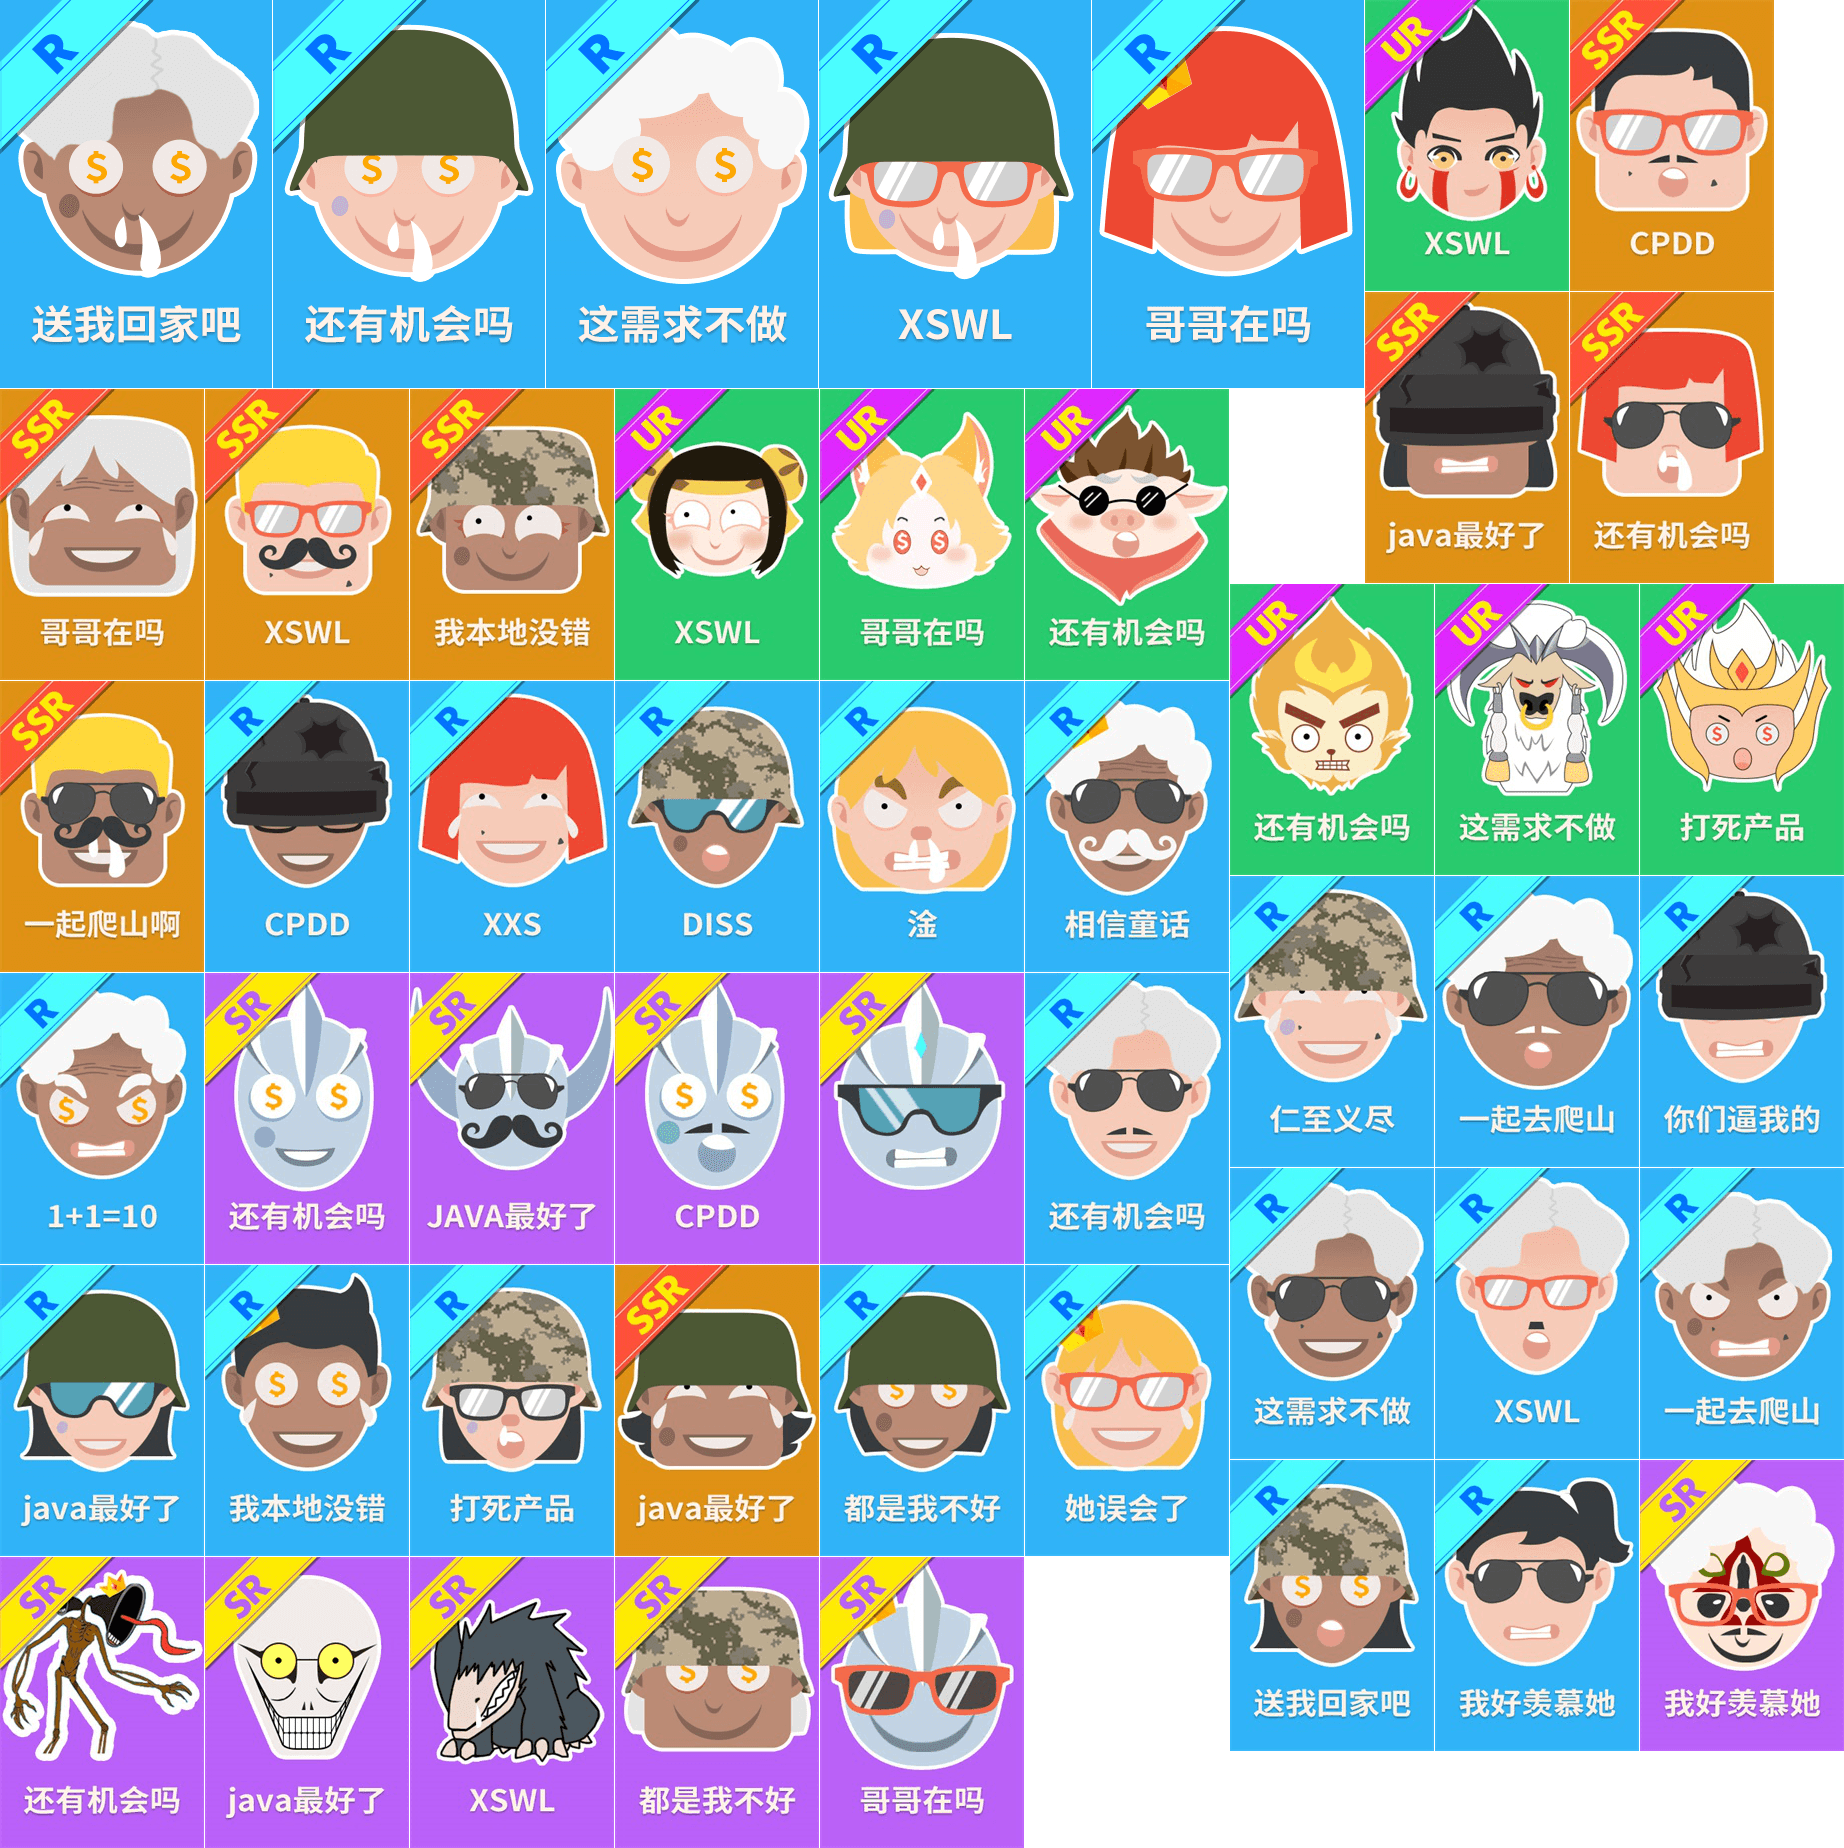 R
送我回家吧
R
还有机会吗
R
这需求不做
R
XSWL
R
哥哥在吗
UR
XSWL
SSR
CPDD
SSR
java最好了
SSR
还有机会吗
SSR
哥哥在吗
SSR
XSWL
SSR
我本地没错
UR
XSWL
UR
哥哥在吗
UR
还有机会吗
UR
还有机会吗
UR
这需求不做
UR
打死产品
SSR
一起爬山啊
R
CPDD
R
XXS
R
DISS
R
淦
R
相信童话
R
仁至义尽
R
一起去爬山
R
你们逼我的
R
1+1=10
SR
还有机会吗
SR
JAVA最好了
SR
CPDD
SR
R
还有机会吗
R
这需求不做
R
XSWL
R
一起去爬山
R
java最好了
R
我本地没错
R
打死产品
SSR
java最好了
R
都是我不好
R
她误会了
R
送我回家吧
R
我好羡慕她
SR
我好羡慕她
SR
还有机会吗
SR
java最好了
SR
XSWL
SR
都是我不好
SR
哥哥在吗